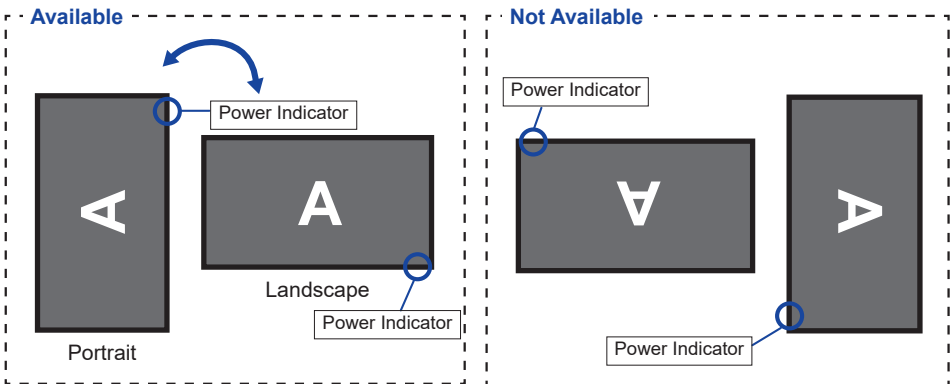 Available
Power Indicator
A
A
Landscape
Power Indicator
Portrait
Not Available
Power Indicator
A
A
Power Indicator